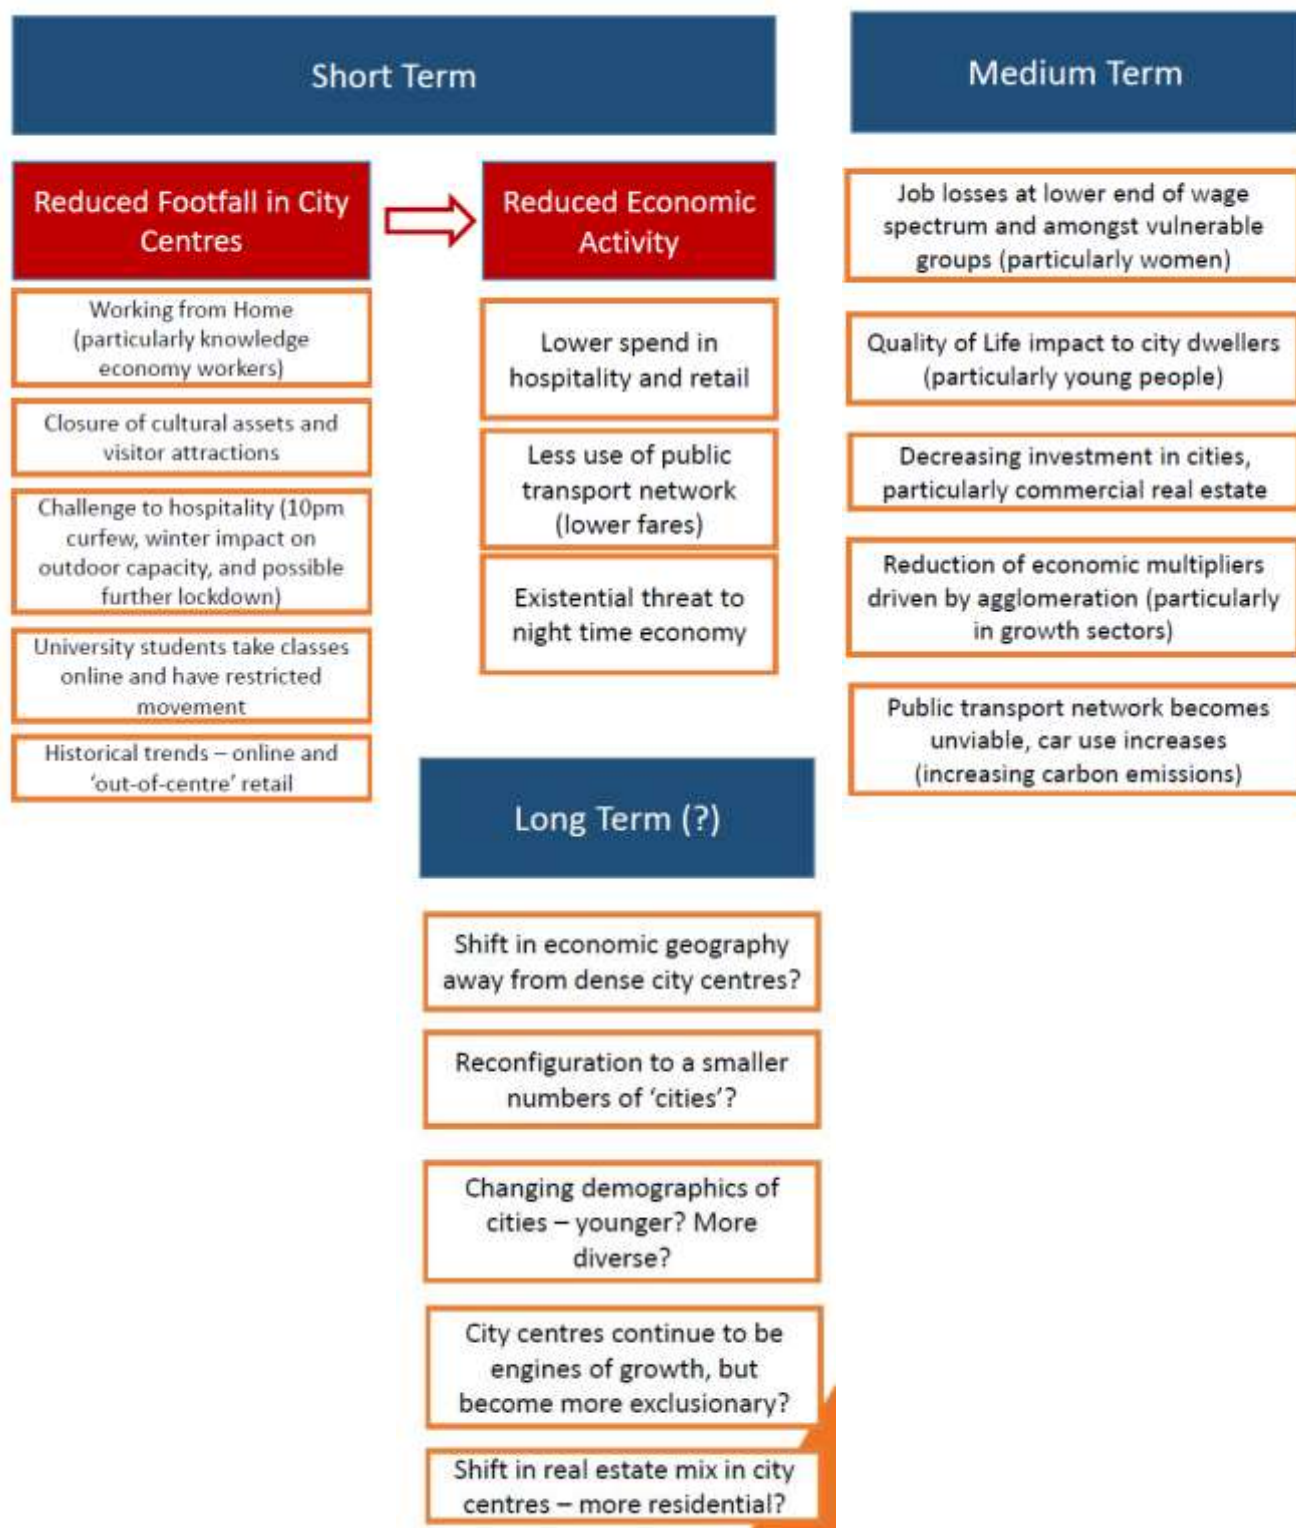 Short Term
Reduced Footfall in City
Centres
Working from Home
(particularly knowledge
economy workers)
Closure of cultural assets and
visitor attractions
Challenge to hospitality (10pm
curfew, winter impact on
outdoor capacity, and possible
further lockdown)
University students take classes
online and have restricted
movement
Historical trends – online and
‘out-of-centre’ retail
Reduced Economic
Activity
Lower spend in
hospitality and retail
Less use of public
transport network
(lower fares)
Existential threat to
night time economy
Medium Term
Job losses at lower end of wage
spectrum and amongst vulnerable
groups (particularly women)
Quality of Life impact to city dwellers
(particularly young people)
Decreasing investment in cities,
particularly commercial real estate
Reduction of economic multipliers
driven by agglomeration (particularly
in growth sectors)
Public transport network becomes
unviable, car use increases
(increasing carbon emissions)
Long Term (?)
Shift in economic geography
away from dense city centres?
Reconfiguration to a smaller
numbers of ‘cities’?
Changing demographics of
cities – younger? More
diverse?
City centres continue to be
engines of growth, but
become more exclusionary?
Shift in real estate mix in city
centres – more residential?